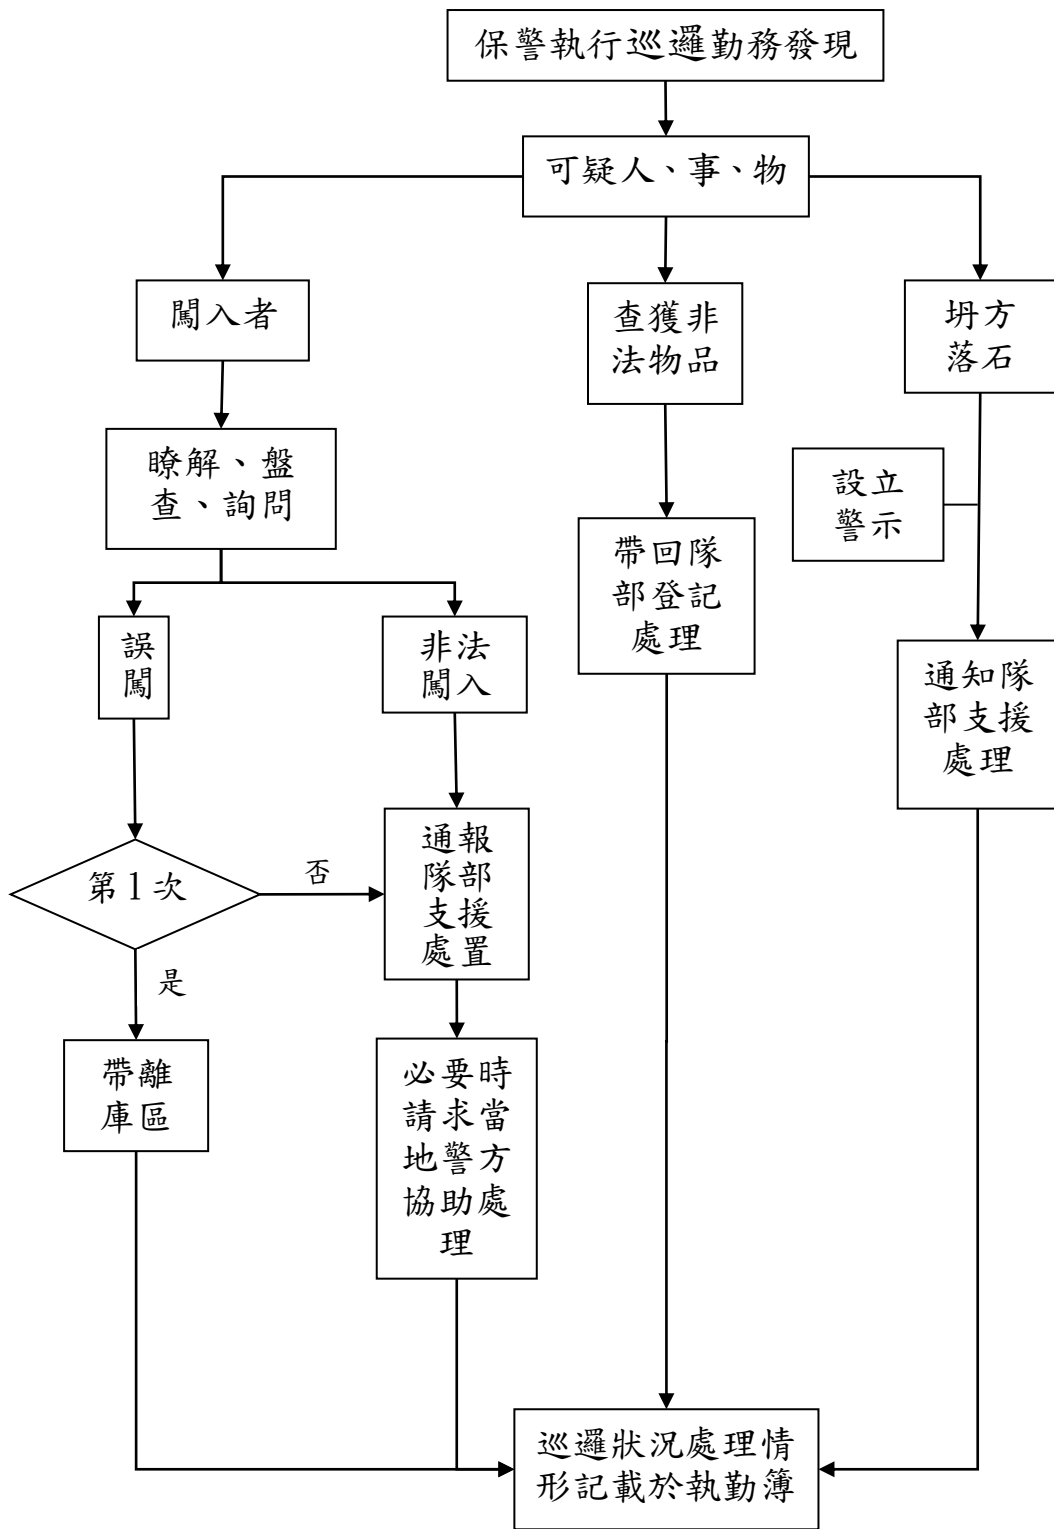 保警執行巡邏勤務發現
可疑人、事、物
闖入者
查獲非
法物品
坍方
落石
瞭解、盤
查、詢問
設立
警示
帶回隊
部登記
處理
誤
闖
非法
闖入
通知隊
部支援
處理
第1次
否
通報
隊部
支援
處置
是
帶離
庫區
必要時
請求當
地警方
協助處
理
巡邏狀況處理情
形記載於執勤簿